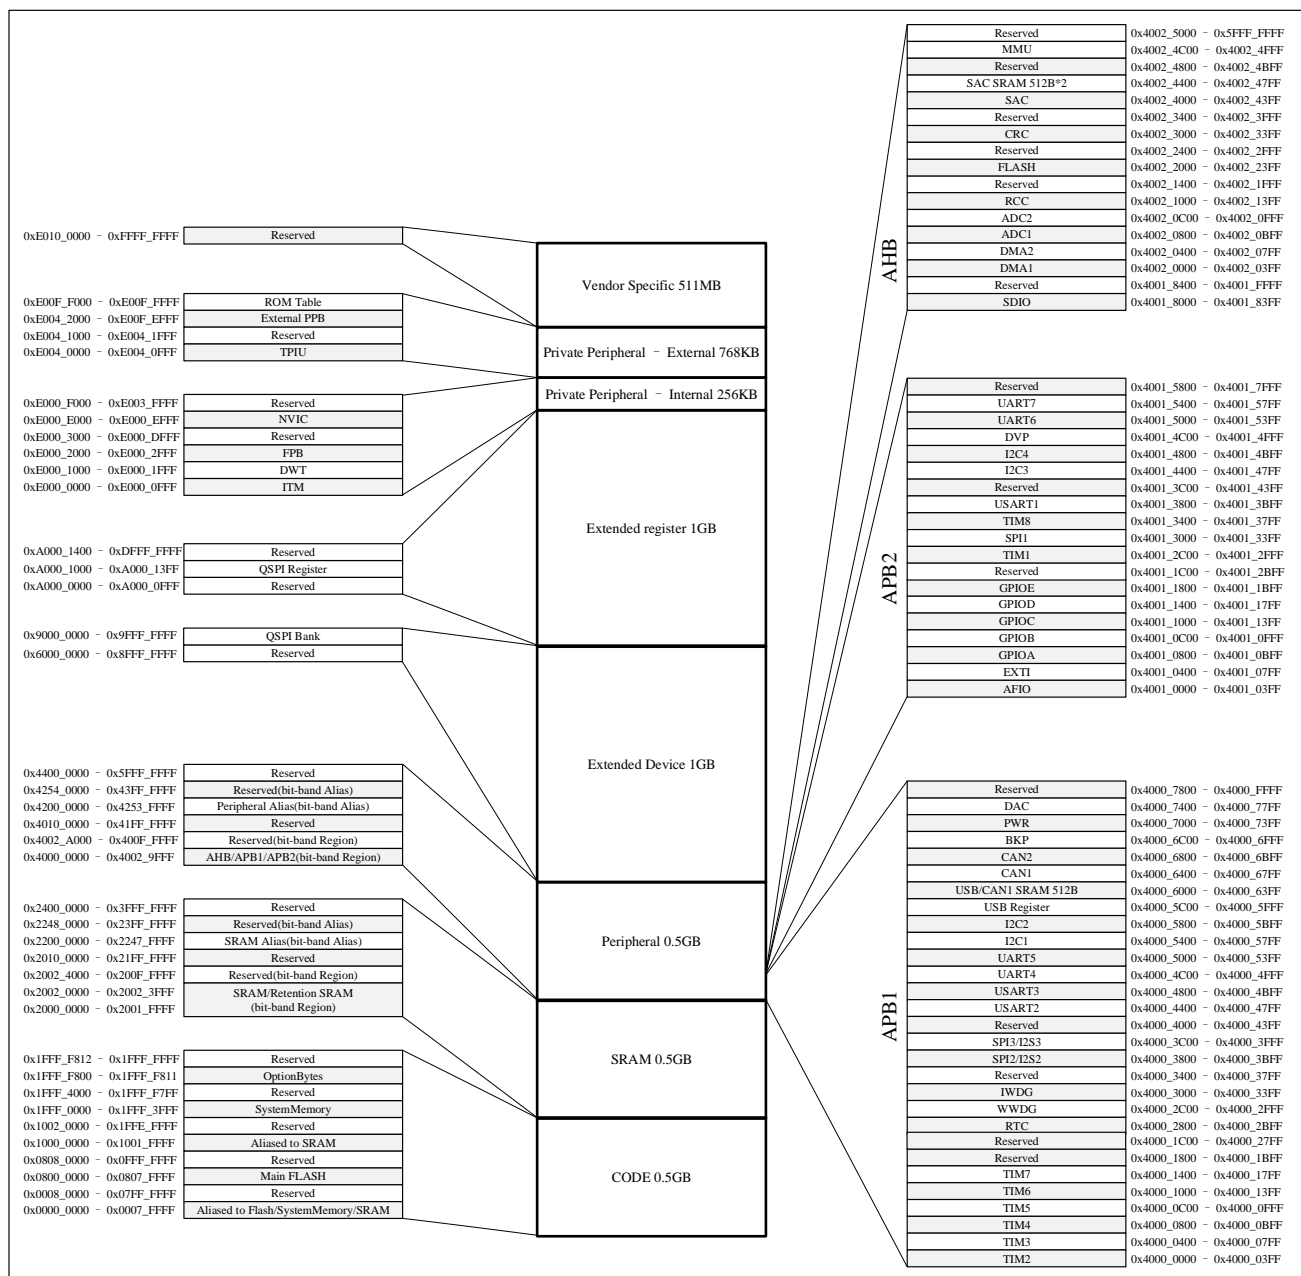 0xE010_0000 - 0xFFFF_FFFF Reserved
0xE00F_F000 - 0xE00F_FFFF ROM Table
0xE004_2000 - 0xE00F_EFFF External PPB
0xE004_1000 - 0xE004_1FFF Reserved
0xE004_0000 - 0xE004_0FFF TPIU
0xE000_F000 - 0xE003_FFFF Reserved
0xE000_E000 - 0xE000_EFFF NVIC
0xE000_3000 - 0xE000_DFFF Reserved
0xE000_2000 - 0xE000_2FFF FPB
0xE000_1000 - 0xE000_1FFF DWT
0xE000_0000 - 0xE000_0FFF ITM
0xA000_1400 - 0xDFFF_FFFF Reserved
0xA000_1000 - 0xA000_13FF QSPI Register
0xA000_0000 - 0xA000_0FFF Reserved
0x9000_0000 - 0x9FFF_FFFF QSPI Bank
0x6000_0000 - 0x8FFF_FFFF Reserved
0x4400_0000 - 0x5FFF_FFFF Reserved
0x4254_0000 - 0x43FF_FFFF Reserved(bit-band Alias)
0x4200_0000 - 0x4253_FFFF Peripheral Alias(bit-band Alias)
0x4010_0000 - 0x41FF_FFFF Reserved
0x4002_A000 - 0x400F_FFFF Reserved(bit-band Region)
0x4000_0000 - 0x4002_9FFF AHB/APB1/APB2(bit-band Region)
0x2400_0000 - 0x3FFF_FFFF Reserved
0x2248_0000 - 0x23FF_FFFF Reserved(bit-band Alias)
0x2200_0000 - 0x2247_FFFF SRAM Alias(bit-band Alias)
0x2010_0000 - 0x21FF_FFFF Reserved
0x2002_4000 - 0x200F_FFFF Reserved(bit-band Region)
0x2002_0000 - 0x2002_3FFF SRAM/Retention SRAM
0x2000_0000 - 0x2001_FFFF (bit-band Region)
0x1FFF_F812 - 0x1FFF_FFFF Reserved
0x1FFF_F800 - 0x1FFF_F811 OptionBytes
0x1FFF_4000 - 0x1FFF_F7FF Reserved
0x1FFF_0000 - 0x1FFF_3FFF SystemMemory
0x1002_0000 - 0x1FFE_FFFF Reserved
0x1000_0000 - 0x1001_FFFF Aliased to SRAM
0x0808_0000 - 0x0FFF_FFFF Reserved
0x0800_0000 - 0x0807_FFFF Main FLASH
0x0008_0000 - 0x07FF_FFFF Reserved
0x0000_0000 - 0x0007_FFFF Aliased to Flash/SystemMemory/SRAM
Vendor Specific 511MB
Private Peripheral - External 768KB
Private Peripheral - Internal 256KB
Extended register 1GB
Extended Device 1GB
Peripheral 0.5GB
SRAM 0.5GB
CODE 0.5GB
AHB
Reserved 0x4002_5000 - 0x5FFF_FFFF
MMU 0x4002_4C00 - 0x4002_4FFF
Reserved 0x4002_4800 - 0x4002_4BFF
SAC SRAM 512B*2 0x4002_4400 - 0x4002_47FF
SAC 0x4002_4000 - 0x4002_43FF
Reserved 0x4002_3400 - 0x4002_3FFF
CRC 0x4002_3000 - 0x4002_33FF
Reserved 0x4002_2400 - 0x4002_2FFF
FLASH 0x4002_2000 - 0x4002_23FF
Reserved 0x4002_1400 - 0x4002_1FFF
RCC 0x4002_1000 - 0x4002_13FF
ADC2 0x4002_0C00 - 0x4002_0FFF
ADC1 0x4002_0800 - 0x4002_0BFF
DMA2 0x4002_0400 - 0x4002_07FF
DMA1 0x4002_0000 - 0x4002_03FF
Reserved 0x4001_8400 - 0x4001_FFFF
SDIO 0x4001_8000 - 0x4001_83FF
APB2
Reserved 0x4001_5800 - 0x4001_7FFF
UART7 0x4001_5400 - 0x4001_57FF
UART6 0x4001_5000 - 0x4001_53FF
DVP 0x4001_4C00 - 0x4001_4FFF
I2C4 0x4001_4800 - 0x4001_4BFF
I2C3 0x4001_4400 - 0x4001_47FF
Reserved 0x4001_3C00 - 0x4001_43FF
USART1 0x4001_3800 - 0x4001_3BFF
TIM8 0x4001_3400 - 0x4001_37FF
SPI1 0x4001_3000 - 0x4001_33FF
TIM1 0x4001_2C00 - 0x4001_2FFF
Reserved 0x4001_1C00 - 0x4001_2BFF
GPIOE 0x4001_1800 - 0x4001_1BFF
GPIOD 0x4001_1400 - 0x4001_17FF
GPIOC 0x4001_1000 - 0x4001_13FF
GPIOB 0x4001_0C00 - 0x4001_0FFF
GPIOA 0x4001_0800 - 0x4001_0BFF
EXTI 0x4001_0400 - 0x4001_07FF
AFIO 0x4001_0000 - 0x4001_03FF
APB1
Reserved 0x4000_7800 - 0x4000_FFFF
DAC 0x4000_7400 - 0x4000_77FF
PWR 0x4000_7000 - 0x4000_73FF
BKP 0x4000_6C00 - 0x4000_6FFF
CAN2 0x4000_6800 - 0x4000_6BFF
CAN1 0x4000_6400 - 0x4000_67FF
USB/CAN1 SRAM 512B 0x4000_6000 - 0x4000_63FF
USB Register 0x4000_5C00 - 0x4000_5FFF
I2C2 0x4000_5800 - 0x4000_5BFF
I2C1 0x4000_5400 - 0x4000_57FF
UART5 0x4000_5000 - 0x4000_53FF
UART4 0x4000_4C00 - 0x4000_4FFF
USART3 0x4000_4800 - 0x4000_4BFF
USART2 0x4000_4400 - 0x4000_47FF
Reserved 0x4000_4000 - 0x4000_43FF
SPI3/I2S3 0x4000_3C00 - 0x4000_3FFF
SPI2/I2S2 0x4000_3800 - 0x4000_3BFF
Reserved 0x4000_3400 - 0x4000_37FF
IWDG 0x4000_3000 - 0x4000_33FF
WWDG 0x4000_2C00 - 0x4000_2FFF
RTC 0x4000_2800 - 0x4000_2BFF
Reserved 0x4000_1C00 - 0x4000_27FF
Reserved 0x4000_1800 - 0x4000_1BFF
TIM7 0x4000_1400 - 0x4000_17FF
TIM6 0x4000_1000 - 0x4000_13FF
TIM5 0x4000_0C00 - 0x4000_0FFF
TIM4 0x4000_0800 - 0x4000_0BFF
TIM3 0x4000_0400 - 0x4000_07FF
TIM2 0x4000_0000 - 0x4000_03FF